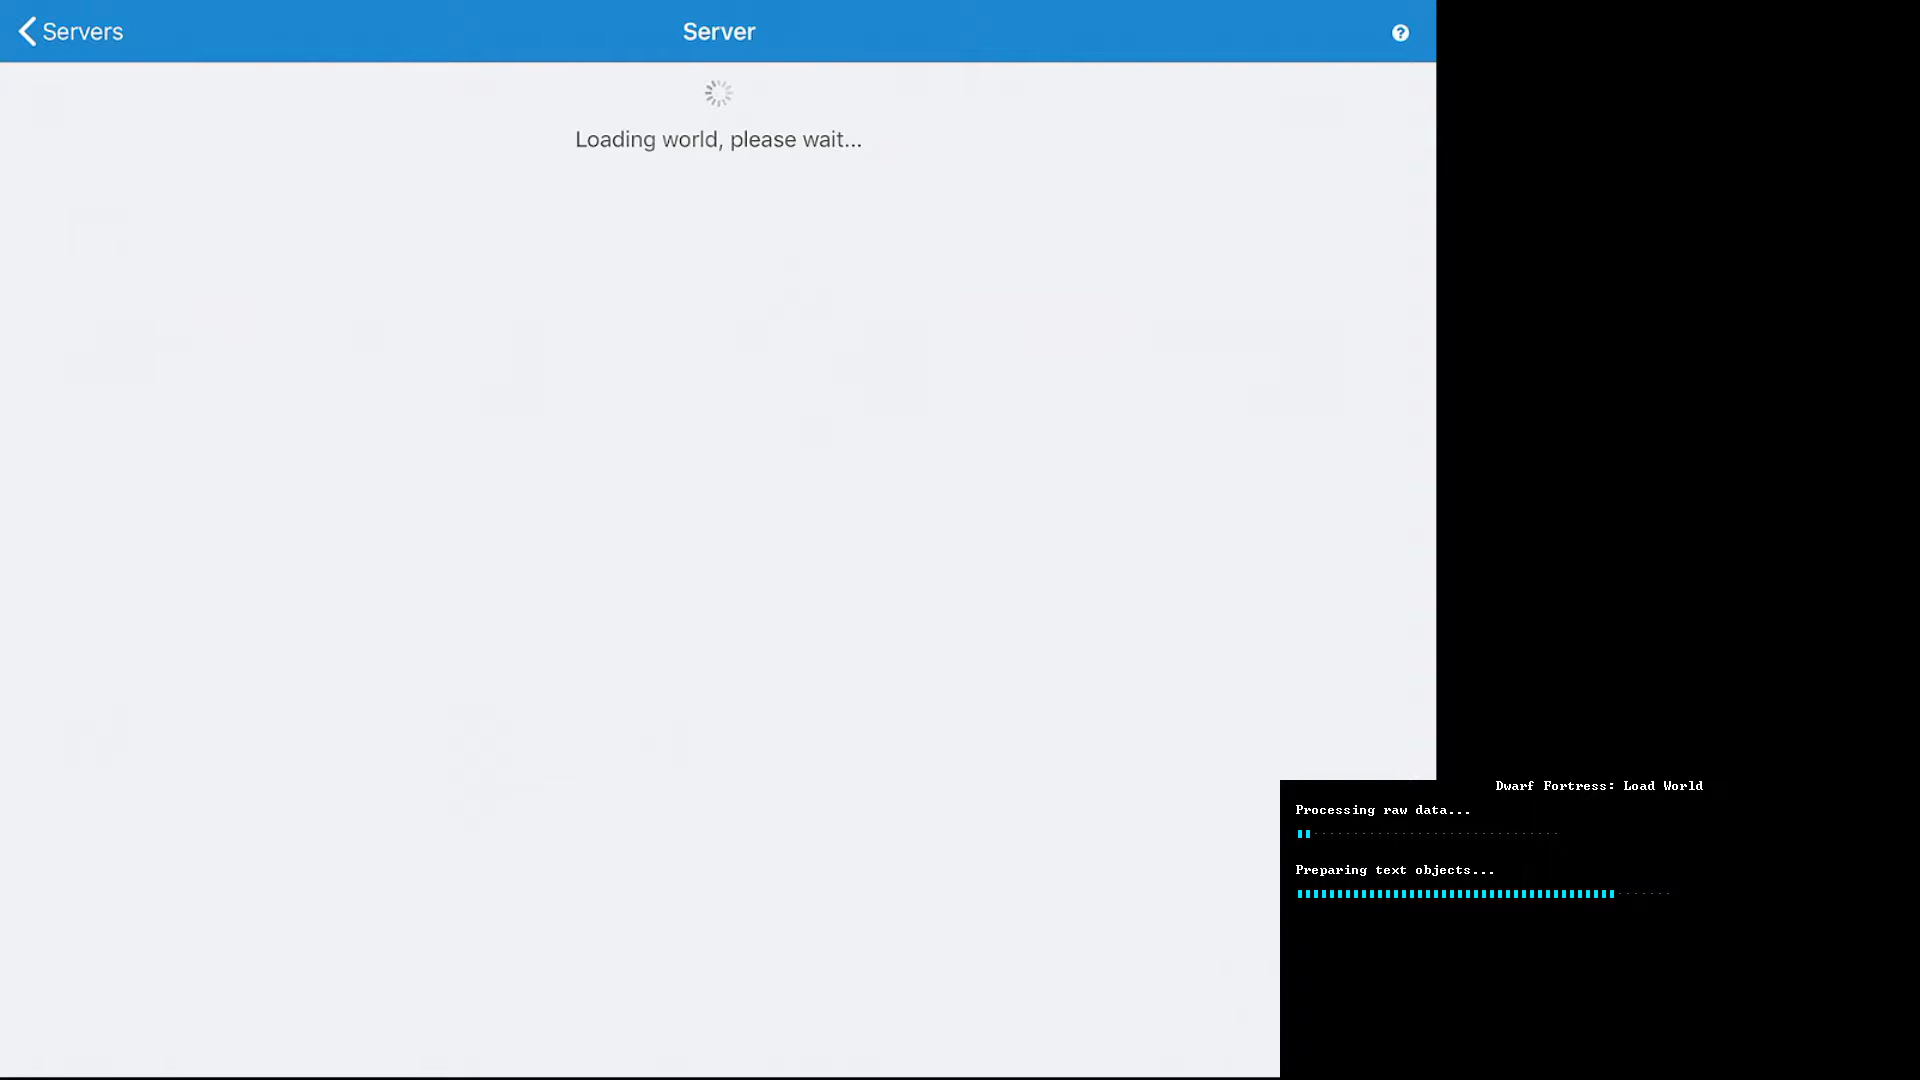 Servers
Server
?
Loading world, please wait...
Dwarf Fortress: Load World
Processing raw data...
Preparing text objects...